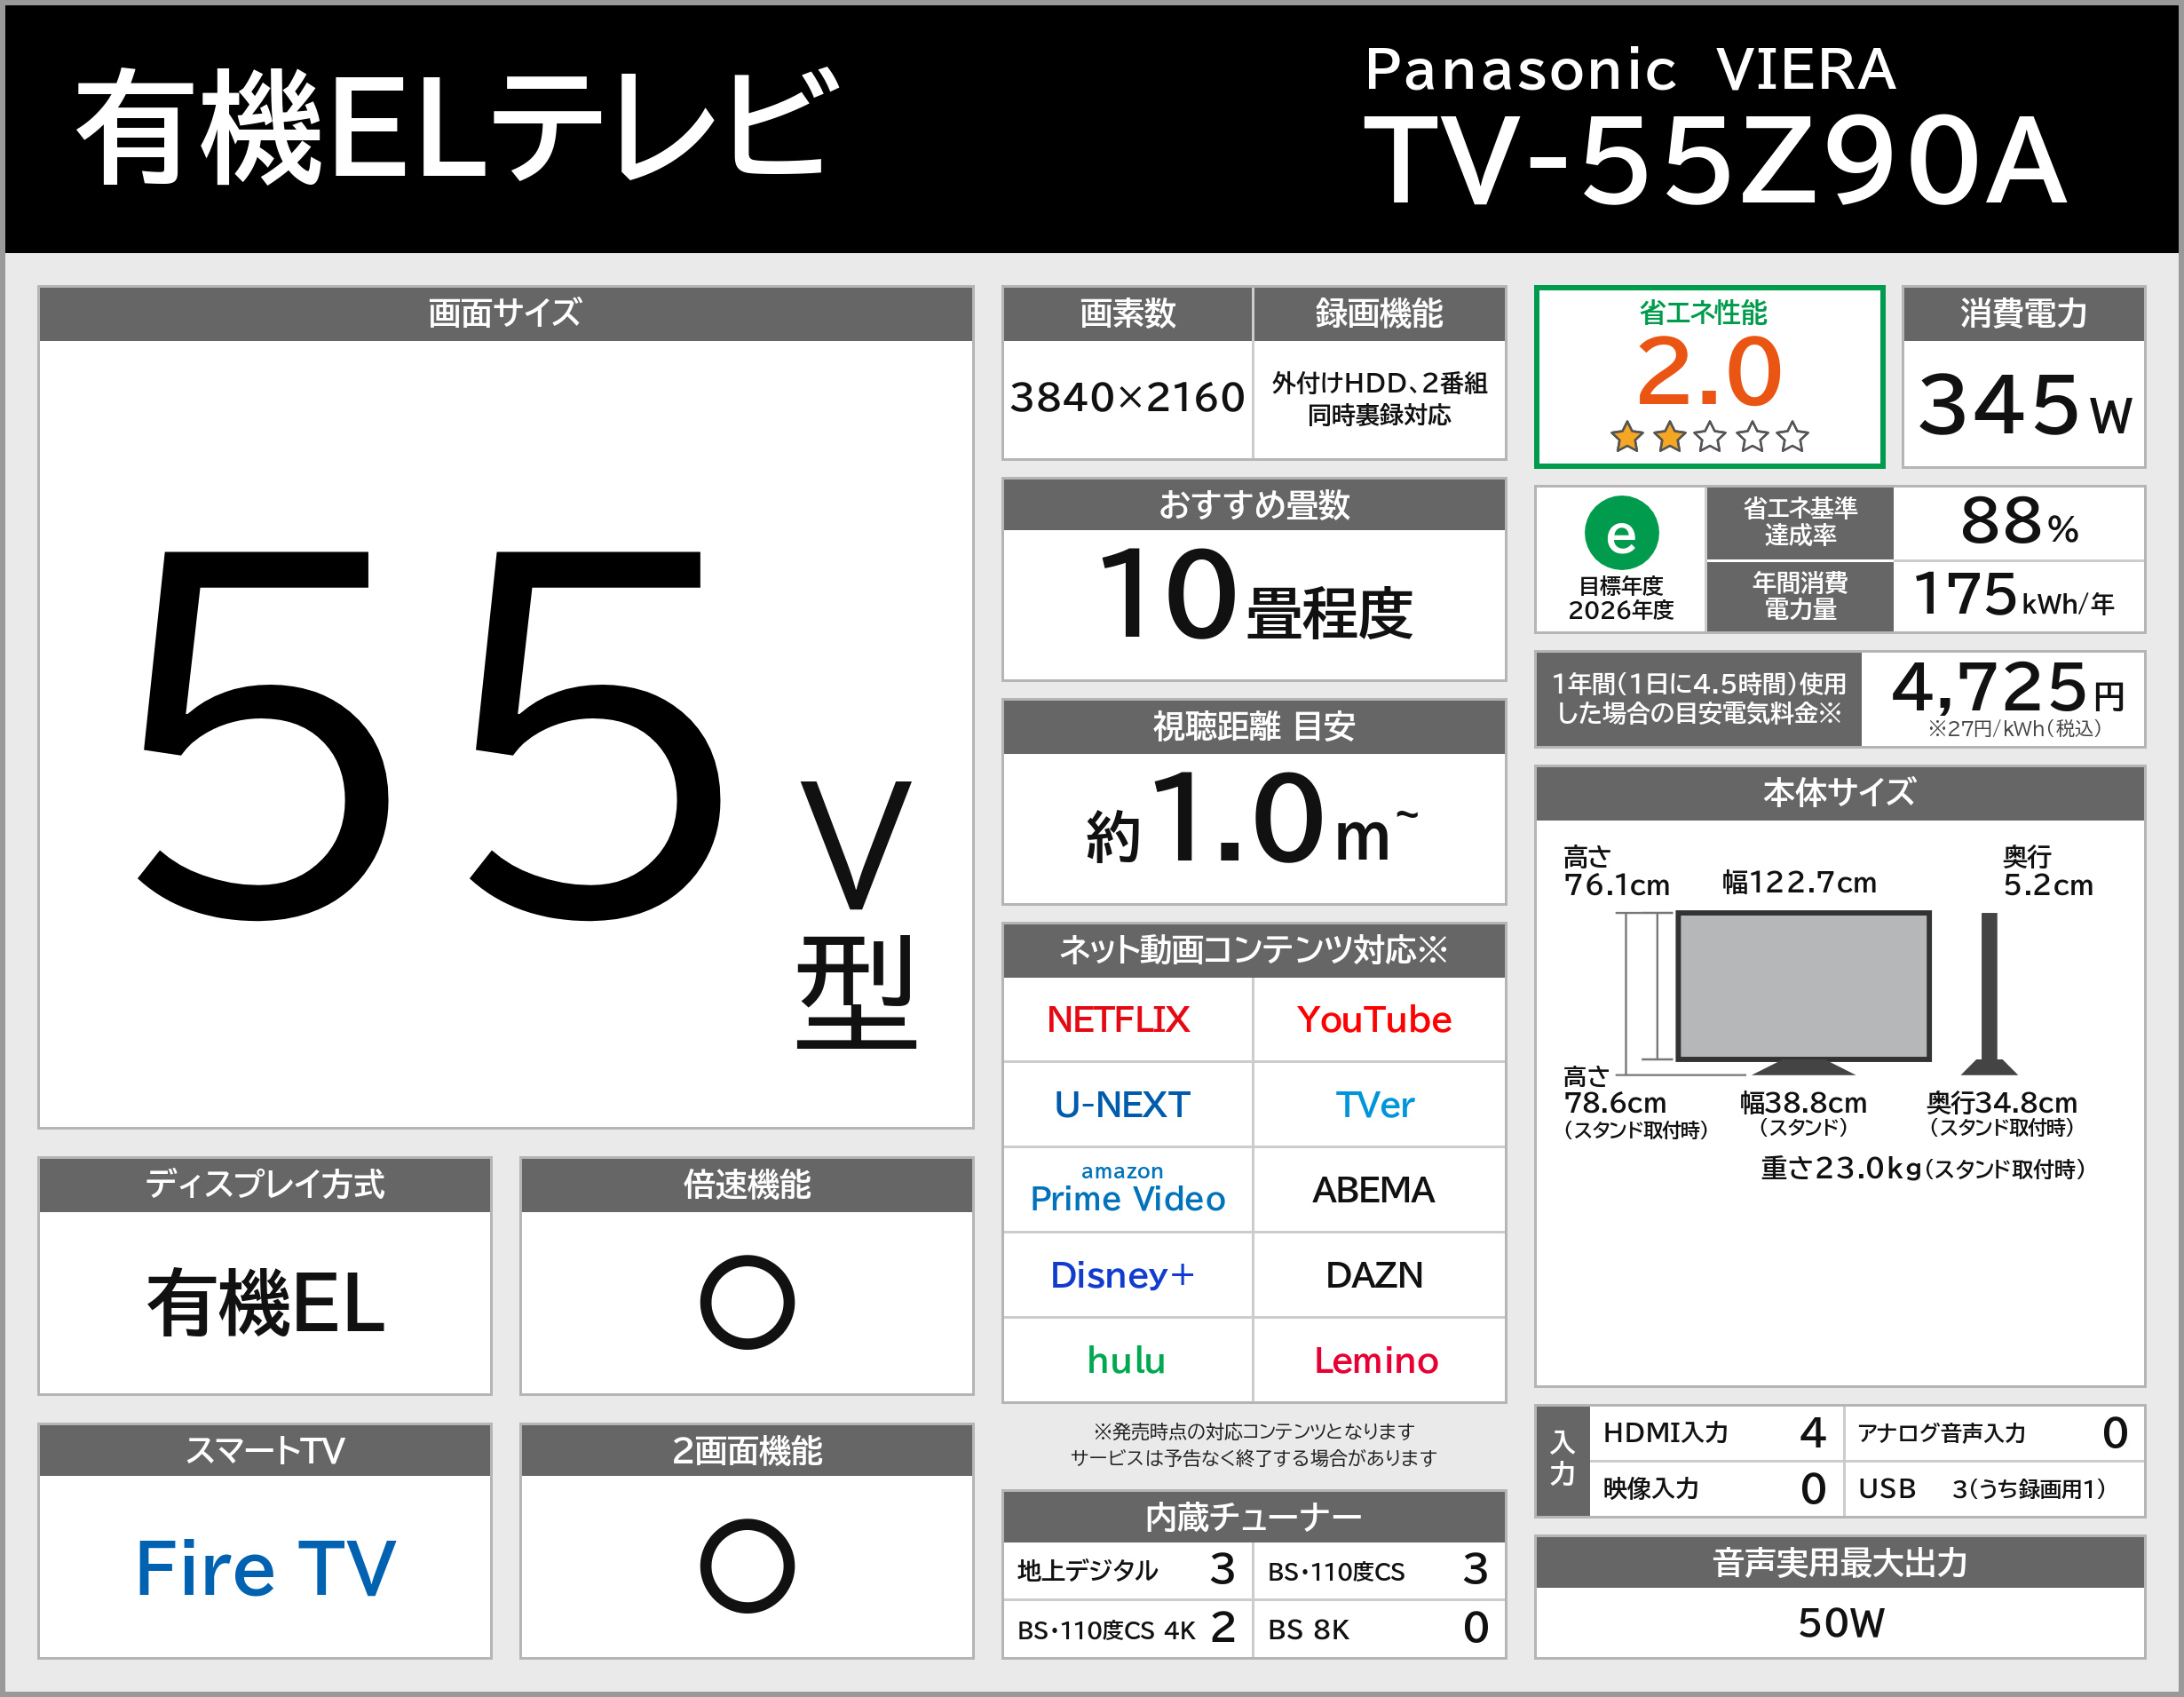 有機ELテレビ
Panasonic VIERA
TV-55Z90A
画面サイズ
55V型
ディスプレイ方式
有機EL
倍速機能
○
スマートTV
Fire TV
2画面機能
○
画素数
3840×2160
録画機能
外付けHDD、2番組
同時裏録対応
おすすめ畳数
10畳程度
視聴距離 目安
約1.0m~
ネット動画コンテンツ対応※
NETFLIX
YouTube
U-NEXT
TVer
amazon
Prime Video
ABEMA
Disney+
DAZN
hulu
Lemino
※発売時点の対応コンテンツとなります
サービスは予告なく終了する場合があります
内蔵チューナー
地上デジタル 3
BS・110度CS 3
BS・110度CS 4K 2
BS 8K 0
省エネ性能
2.0
★★☆☆☆
消費電力
345W
e
目標年度
2026年度
省エネ基準
達成率
88%
年間消費
電力量
175kWh/年
1年間(1日に4.5時間)使用
した場合の目安電気料金※
4,725円
※27円/kWh(税込)
本体サイズ
高さ
76.1cm
幅122.7cm
奥行
5.2cm
高さ
78.6cm
(スタンド取付時)
幅38.8cm
(スタンド)
奥行34.8cm
(スタンド取付時)
重さ23.0kg(スタンド取付時)
入力
HDMI入力 4
アナログ音声入力 0
映像入力 0
USB 3(うち録画用1)
音声実用最大出力
50W